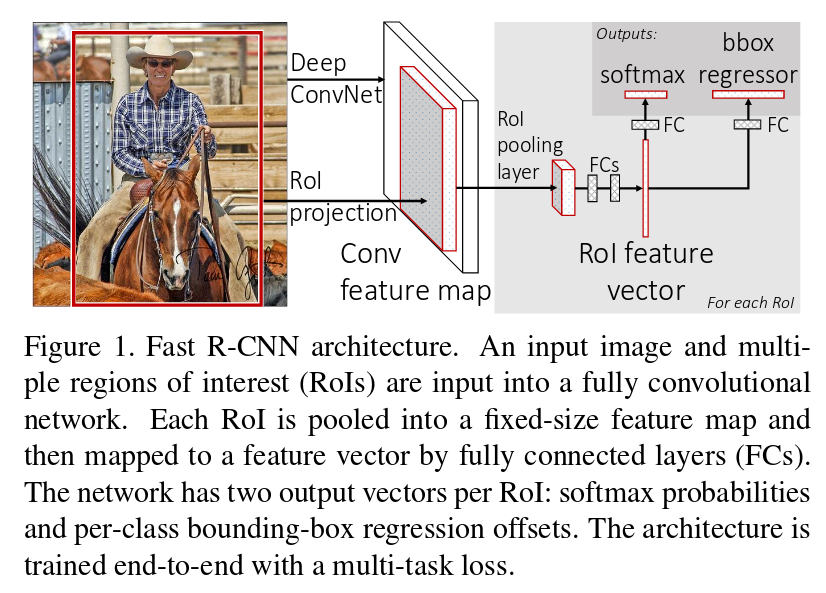 Deep
ConvNet
RoI
projection
Conv
feature map
RoI
pooling
layer
FCs
Outputs:
softmax
bbox
regressor
FC
FC
RoI feature
vector
For each RoI
Figure 1. Fast R-CNN architecture. An input image and multi-
ple regions of interest (RoIs) are input into a fully convolutional
network. Each RoI is pooled into a fixed-size feature map and
then mapped to a feature vector by fully connected layers (FCs).
The network has two output vectors per RoI: softmax probabilities
and per-class bounding-box regression offsets. The architecture is
trained end-to-end with a multi-task loss.